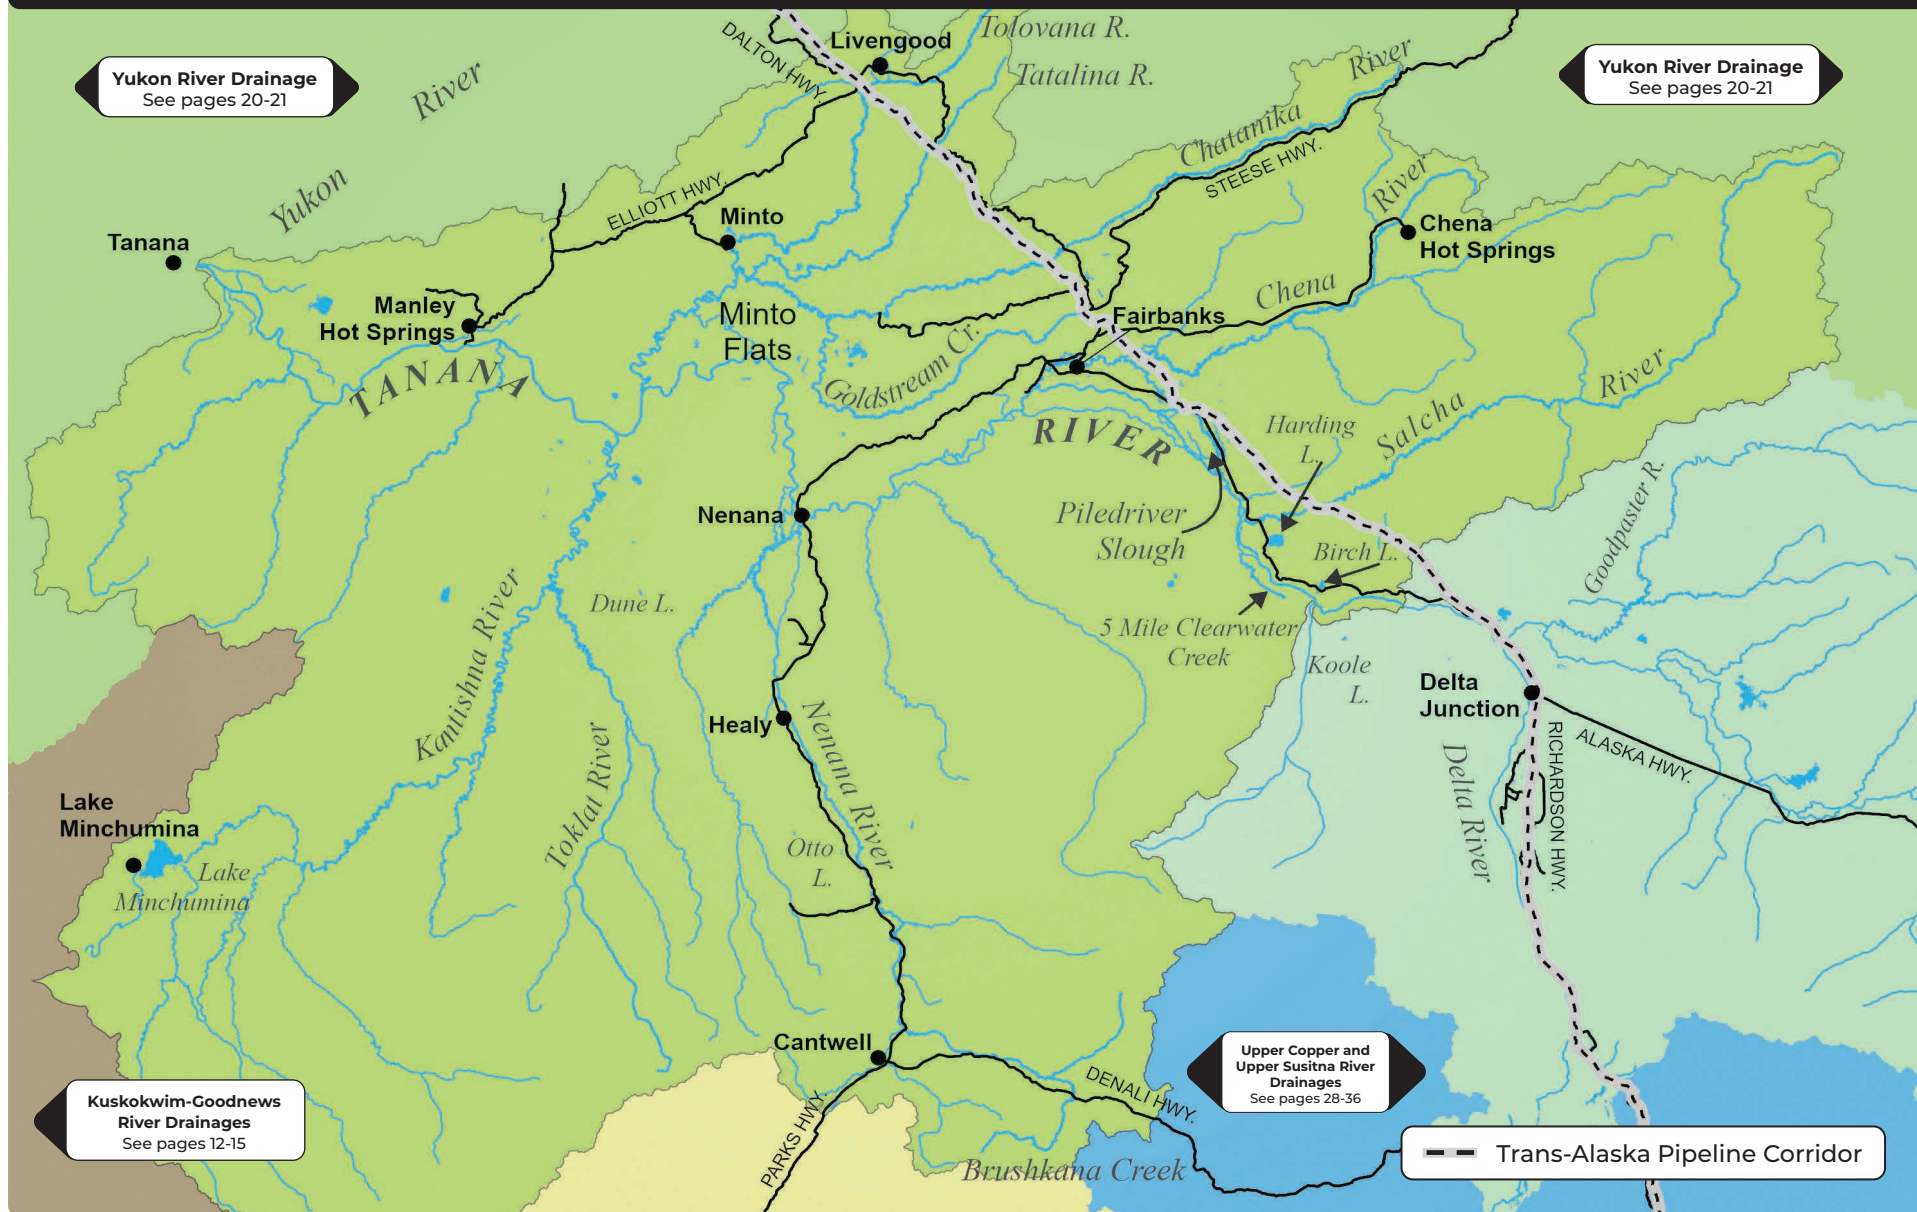 Yukon River Drainage
See pages 20-21
Yukon River Drainage
See pages 20-21
Yukon
River
DALTON HWY.
Livengood
Tolovana R.
Tatalina R.
Chatanika
River
STEESE HWY.
ELLIOTT HWY.
Minto
Tanana
Manley
Hot Springs
Minto
Flats
River
Chena
Hot Springs
Chena
Fairbanks
Goldstream Cr.
TANANA
RIVER
Harding
L.
Salcha
River
Nenana
Piledriver
Slough
Birch L.
Goodpaster R.
Dune L.
Kantishna River
5 Mile Clearwater
Creek
Koole
L.
Delta
Junction
Healy
Nenana River
Toklat River
Delta River
RICHARDSON HWY.
ALASKA HWY.
Lake
Minchumina
Lake
Minchumina
Otto
L.
Cantwell
DENALI HWY.
PARKS HWY.
Brushkana Creek
Kuskokwim-Goodnews
River Drainages
See pages 12-15
Upper Copper and
Upper Susitna River
Drainages
See pages 28-36
Trans-Alaska Pipeline Corridor